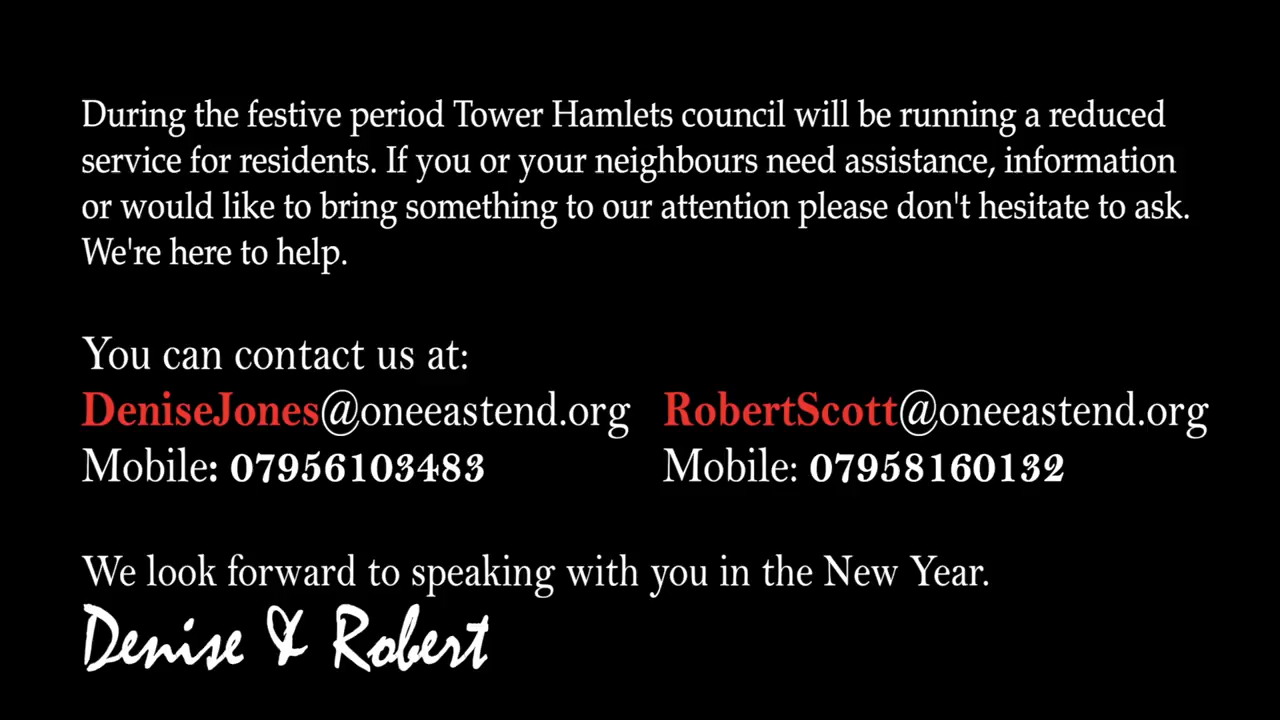 During the festive period Tower Hamlets council will be running a reduced
service for residents. If you or your neighbours need assistance, information
or would like to bring something to our attention please don't hesitate to ask.
We're here to help.
You can contact us at:
DeniseJones@oneeastend.org RobertScott@oneeastend.org
Mobile: 07956103483 Mobile: 07958160132
We look forward to speaking with you in the New Year.
Denise & Robert